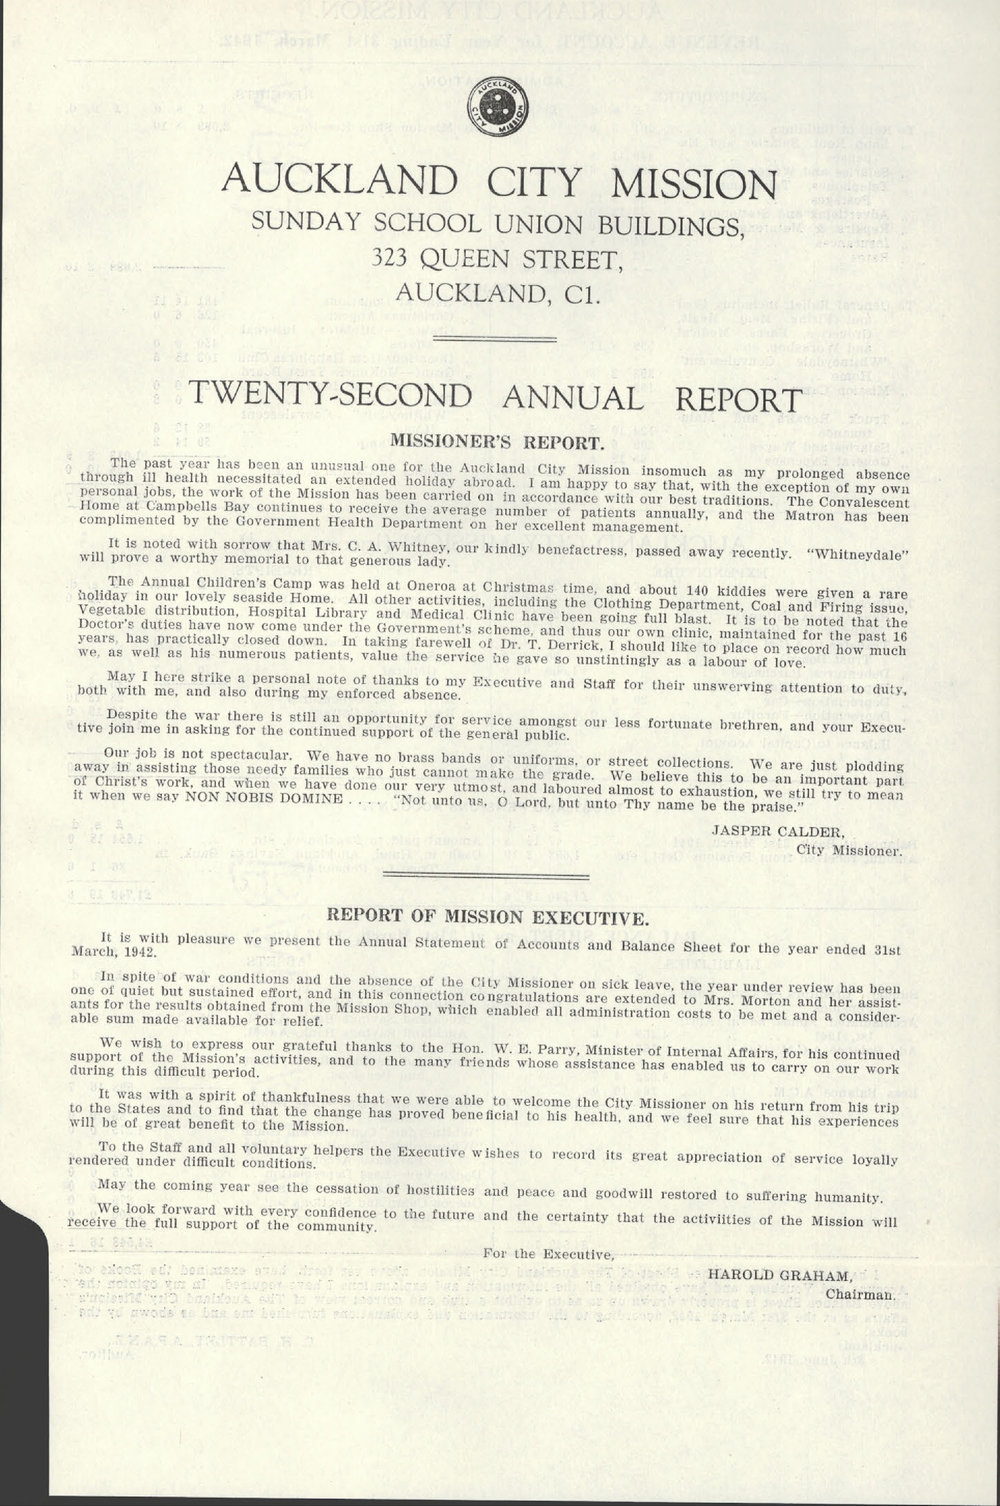 AUCKLAND
CITY MISSION
AUCKLAND CITY MISSION
SUNDAY SCHOOL UNION BUILDINGS,
323 QUEEN STREET,
AUCKLAND, C1.
TWENTY-SECOND ANNUAL REPORT
MISSIONER'S REPORT.
The past year has been an unusual one for the Auckland City Mission insomuch as my prolonged absence
through ill health necessitated an extended holiday abroad. I am happy to say that, with the exception of my own
personal jobs, the work of the Mission has been carried on in accordance with our best traditions. The Convalescent
Home at Campbells Bay continues to receive the average number of patients annually, and the Matron has been
complimented by the Government Health Department on her excellent management.
It is noted with sorrow that Mrs. C. A. Whitney, our kindly benefactress, passed away recently. "Whitneydale"
will prove a worthy memorial to that generous lady.
The Annual Children's Camp was held at Oneroa at Christmas time, and about 140 kiddies were given a rare
holiday in our lovely seaside Home. All other activities, including the Clothing Department, Coal and Firing issue,
Vegetable distribution, Hospital Library and Medical Clinic have been going full blast. It is to be noted that the
Doctor's duties have now come under the Government's scheme, and thus our own clinic, maintained for the past 16
years, has practically closed down. In taking farewell of Dr. T. Derrick, I should like to place on record how much
we, as well as his numerous patients, value the service he gave so unstintingly as a labour of love.
May I here strike a personal note of thanks to my Executive and Staff for their unswerving attention to duty,
both with me, and also during my enforced absence.
Despite the war there is still an opportunity for service amongst our less fortunate brethren, and your Execu-
tive join me in asking for the continued support of the general public.
Our job is not spectacular. We have no brass bands or uniforms, or street collections. We are just plodding
away in assisting those needy families who just cannot make the grade. We believe this to be an important part
of Christ's work, and when we have done our very utmost, and laboured almost to exhaustion, we still try to mean
it when we say NON NOBIS DOMINE . . . . "Not unto us, O Lord, but unto Thy name be the praise."
JASPER CALDER,
City Missioner.
REPORT OF MISSION EXECUTIVE.
It is with pleasure we present the Annual Statement of Accounts and Balance Sheet for the year ended 31st
March, 1942.
In spite of war conditions and the absence of the City Missioner on sick leave, the year under review has been
one of quiet but sustained effort, and in this connection congratulations are extended to Mrs. Morton and her assist-
ants for the results obtained from the Mission Shop, which enabled all administration costs to be met and a consider-
able sum made available for relief.
We wish to express our grateful thanks to the Hon. W. E. Parry, Minister of Internal Affairs, for his continued
support of the Mission's activities, and to the many friends whose assistance has enabled us to carry on our work
during this difficult period.
It was with a spirit of thankfulness that we were able to welcome the City Missioner on his return from his trip
to the States and to find that the change has proved beneficial to his health, and we feel sure that his experiences
will be of great benefit to the Mission.
To the Staff and all voluntary helpers the Executive wishes to record its great appreciation of service loyally
rendered under difficult conditions.
May the coming year see the cessation of hostilities and peace and goodwill restored to suffering humanity.
We look forward with every confidence to the future and the certainty that the activiities of the Mission will
receive the full support of the community.
For the Executive,
HAROLD GRAHAM,
Chairman.